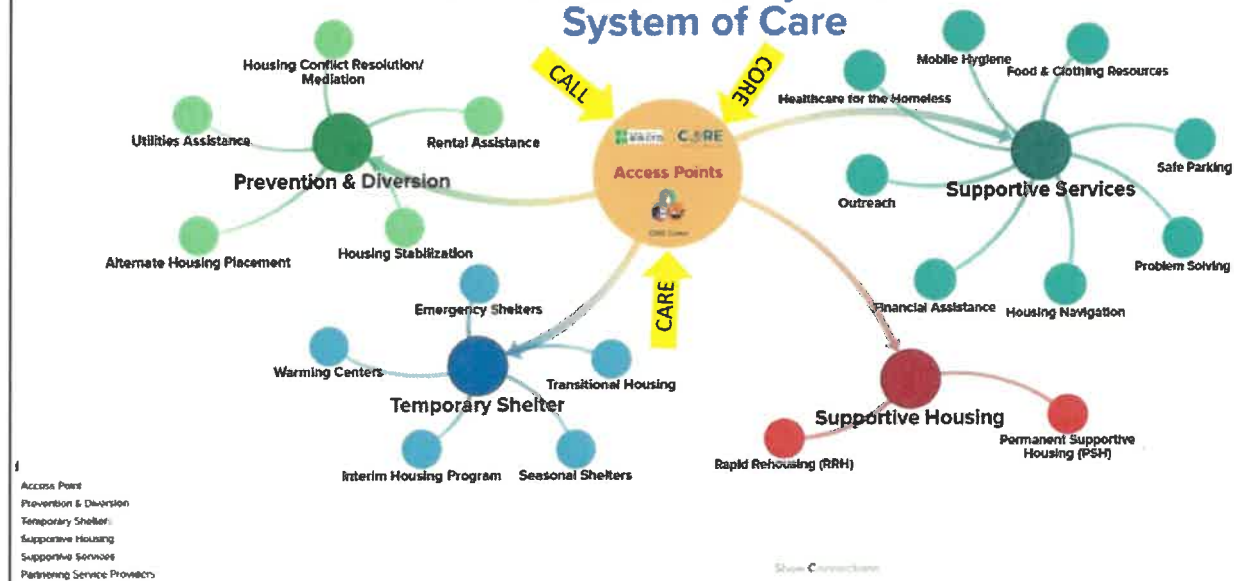 System of Care
CALL
CORE
CARE
CORE
Access Points
Housing Conflict Resolution/
Mediation
Utilities Assistance
Rental Assistance
Prevention & Diversion
Alternate Housing Placement
Housing Stabilization
Mobile Hygiene
Food & Clothing Resources
Healthcare for the Homeless
Safe Parking
Supportive Services
Outreach
Problem Solving
Financial Assistance
Housing Navigation
Emergency Shelters
Warming Centers
Transitional Housing
Temporary Shelter
Interim Housing Program
Seasonal Shelters
Supportive Housing
Rapid Rehousing (RRH)
Permanent Supportive
Housing (PSH)
Access Point
Prevention & Diversion
Temporary Shelter
Supportive Housing
Supportive Services
Partnering Service Providers
Show Connections